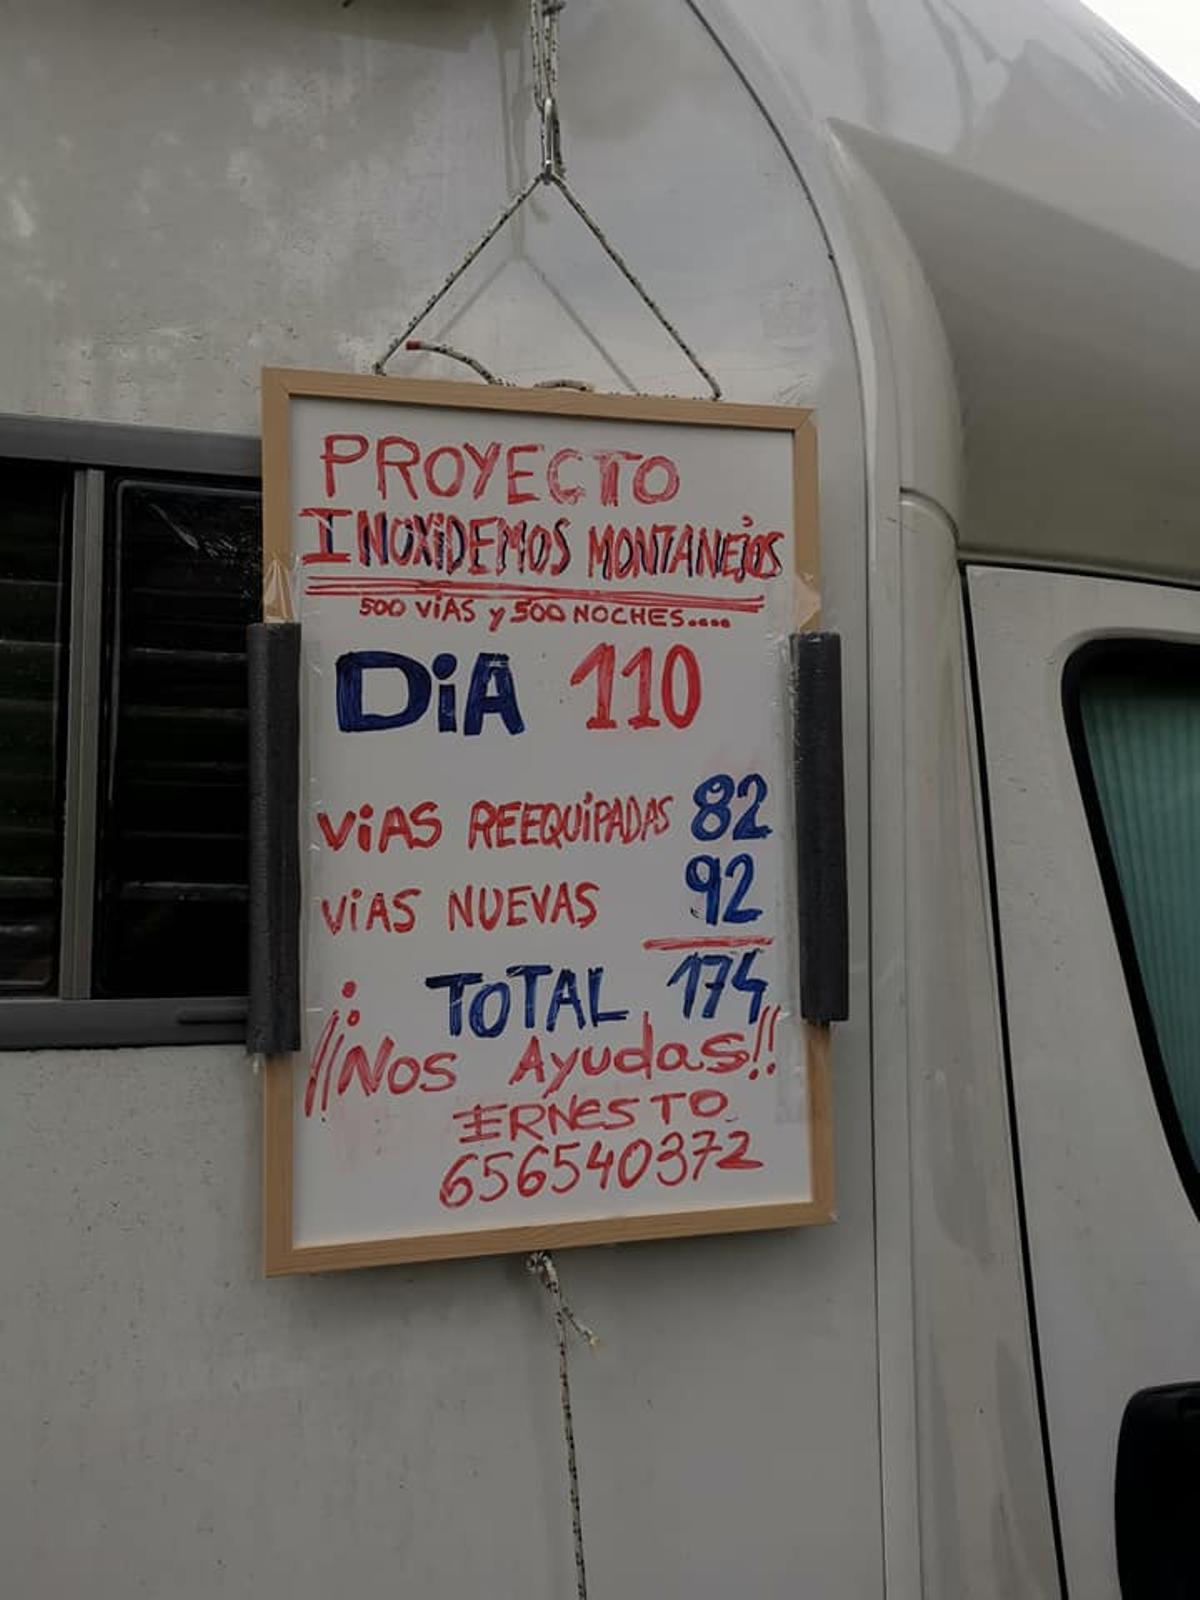 PROYECTO
INOXIDEMOS MONTANEJOS
500 VíAS y 500 NOCHES....
DiA 110
ViAS REEQUiPADAS 82
ViAS NUEVAS 92
: TOTAL 174
¡¡Nos Ayudas!!
ERNESTO
656540372